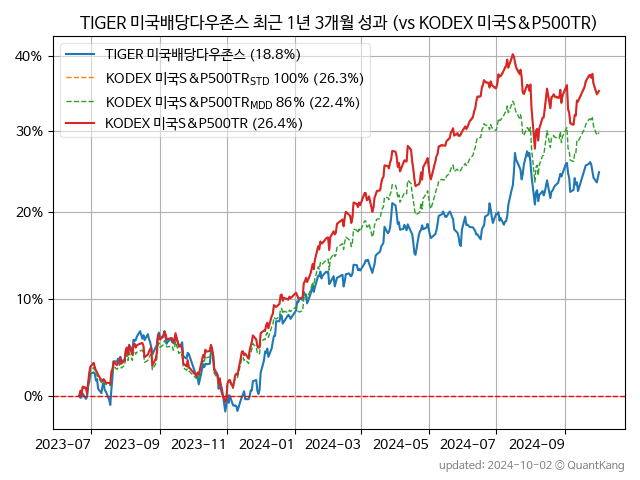 TIGER 미국배당다우존스 최근 1년 3개월 성과 (vs KODEX 미국S&P500TR)
TIGER 미국배당다우존스 (18.8%)
KODEX 미국S&P500TR_STD 100% (26.3%)
KODEX 미국S&P500TR_MDD 86% (22.4%)
KODEX 미국S&P500TR (26.4%)
40%
30%
20%
10%
0%
2023-07 2023-09 2023-11 2024-01 2024-03 2024-05 2024-07 2024-09
updated: 2024-10-02 © QuantKang